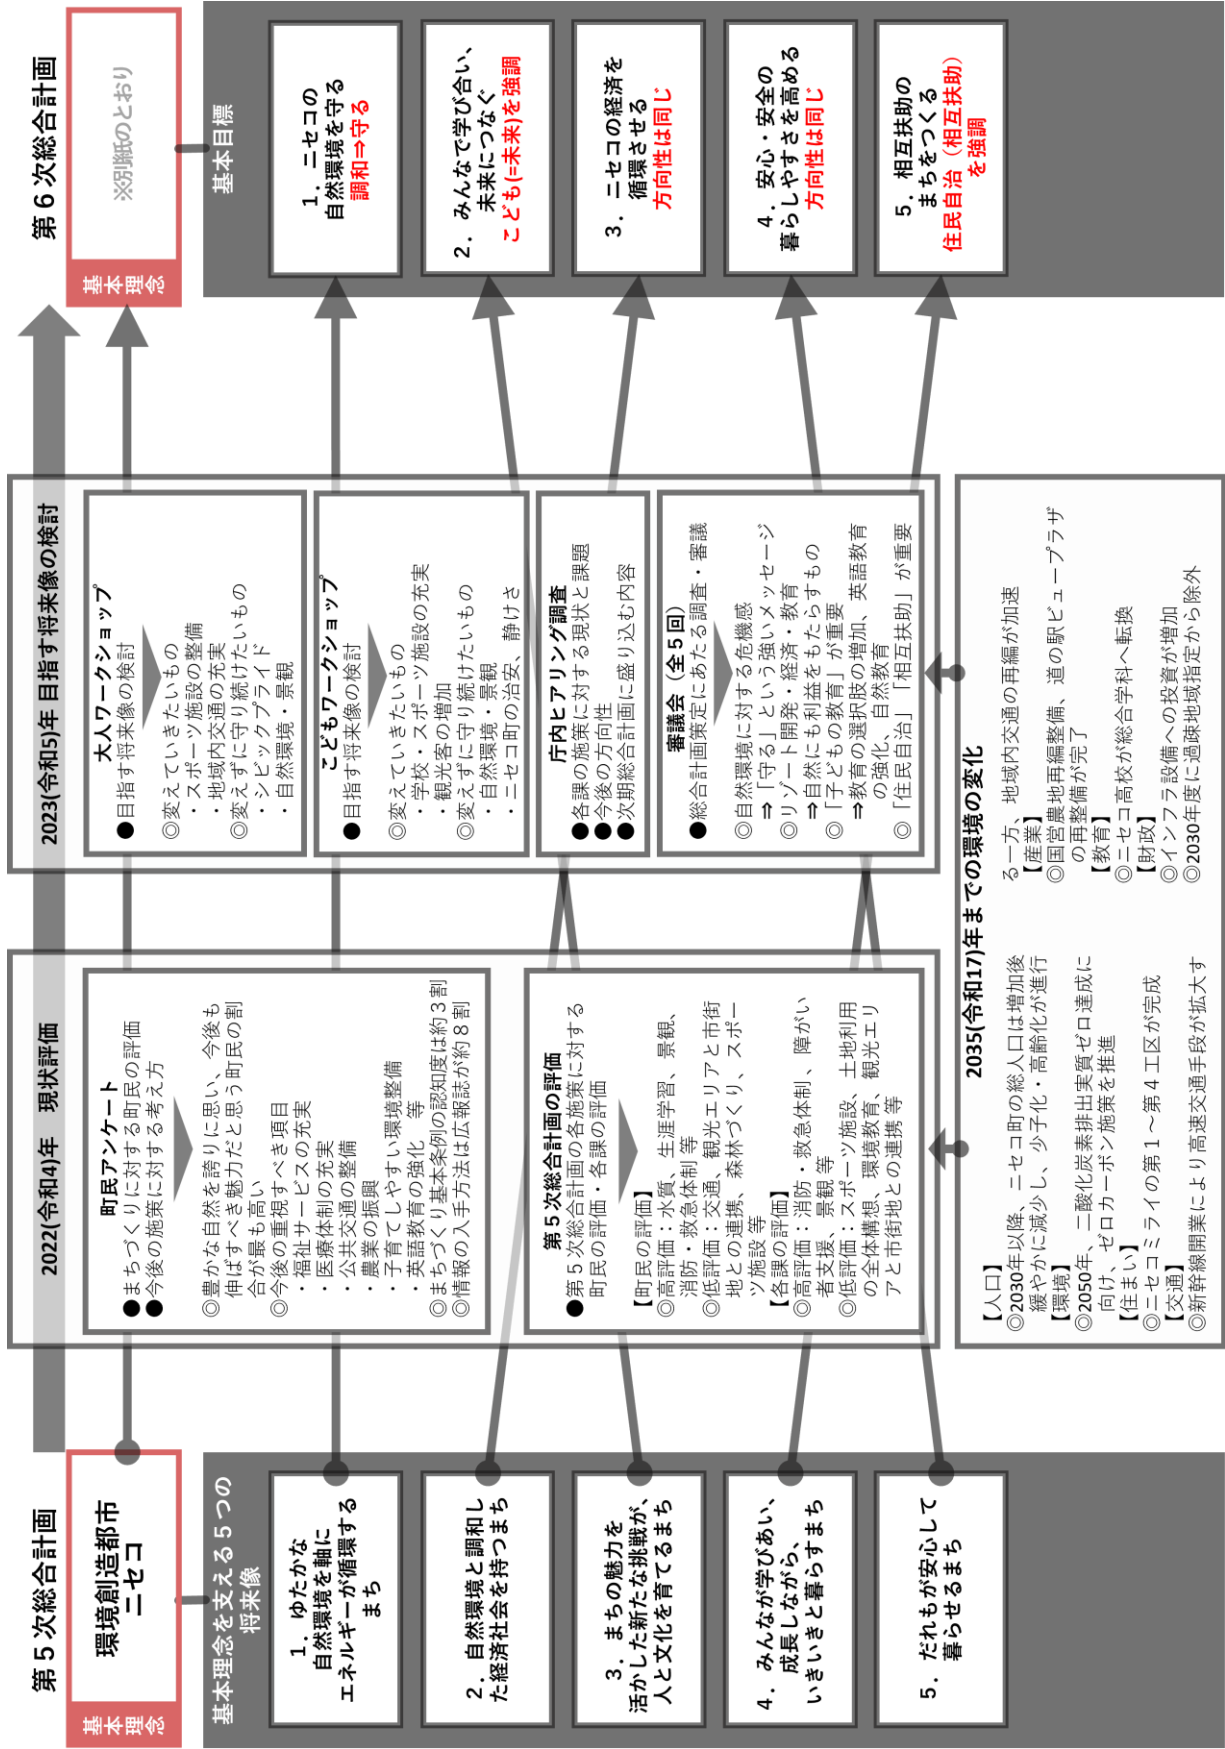 第５次総合計画
基本理念
環境創造都市
ニセコ
基本理念を支える５つの
将来像
１．ゆたかな
自然環境を軸に
エネルギーが循環する
まち
２．自然環境と調和し
た経済社会を持つまち
３．まちの魅力を
活かした新たな挑戦が、
人と文化を育てるまち
４．みんなが学びあい、
成長しながら、
いきいきと暮らすまち
５．だれもが安心して
暮らせるまち
2022(令和4)年　現状評価
町民アンケート
●まちづくりに対する町民の評価
●今後の施策に対する考え方
◎豊かな自然を誇りに思い、今後も
伸ばすべき魅力だと思う町民の割
合が最も高い
◎今後の重視すべき項目
・福祉サービスの充実
・医療体制の充実
・公共交通の整備
・農業の振興
・子育てしやすい環境整備
・英語教育の強化　等
◎まちづくり基本条例の認知度は約３割
◎情報の入手方法は広報誌が約８割
第５次総合計画の評価
●第５次総合計画の各施策に対する
町民の評価・各課の評価
【町民の評価】
◎高評価：水質、生涯学習、景観、
消防・救急体制 等
◎低評価：交通、観光エリアと市街
地との連携、森林づくり、スポー
ツ施設 等
【各課の評価】
◎高評価：消防・救急体制 、障がい
者支援、景観 等
◎低評価：スポーツ施設、土地利用
の全体構想、環境教育、観光エリ
アと市街地との連携 等
2023(令和5)年 目指す将来像の検討
大人ワークショップ
●目指す将来像の検討
◎変えていきたいもの
・スポーツ施設の整備
・地域内交通の充実
◎変えずに守り続けたいもの
・シビックプライド
・自然環境・景観
こどもワークショップ
●目指す将来像の検討
◎変えていきたいもの
・学校・スポーツ施設の充実
・観光客の増加
◎変えずに守り続けたいもの
・自然環境・景観
・ニセコ町の治安、静けさ
庁内ヒアリング調査
●各課の施策に対する現状と課題
●今後の方向性
●次期総合計画に盛り込む内容
審議会（全５回）
●総合計画策定にあたる調査・審議
◎自然環境に対する危機感
⇒「守る」という強いメッセージ
◎リゾート開発・経済・教育
⇒自然にも利益をもたらすもの
◎「子どもの教育」が重要
⇒教育の選択肢の増加、英語教育
の強化、自然教育
◎「住民自治」「相互扶助」が重要
2035(令和17)年までの環境の変化
【人口】
◎2030年以降、ニセコ町の総人口は増加後
緩やかに減少し、少子化・高齢化が進行
【環境】
◎2050年、二酸化炭素排出実質ゼロ達成に
向け、ゼロカーボン施策を推進
【住まい】
◎ニセコミライの第１～第４工区が完成
【交通】
◎新幹線開業により高速交通手段が拡大す
る一方、地域内交通の再編が加速
【産業】
◎国営農地再編整備、道の駅ビュープラザ
の再整備が完了
【教育】
◎ニセコ高校が総合学科へ転換
【財政】
◎インフラ設備への投資が増加
◎2030年度に過疎地域指定から除外
第６次総合計画
基本理念
※別紙のとおり
基本目標
１．ニセコの
自然環境を守る
調和⇒守る
２．みんなで学び合い、
未来につなぐ
こども(=未来)を強調
３．ニセコの経済を
循環させる
方向性は同じ
４．安心・安全の
暮らしやすさを高める
方向性は同じ
５．相互扶助の
まちをつくる
住民自治（相互扶助）
を強調